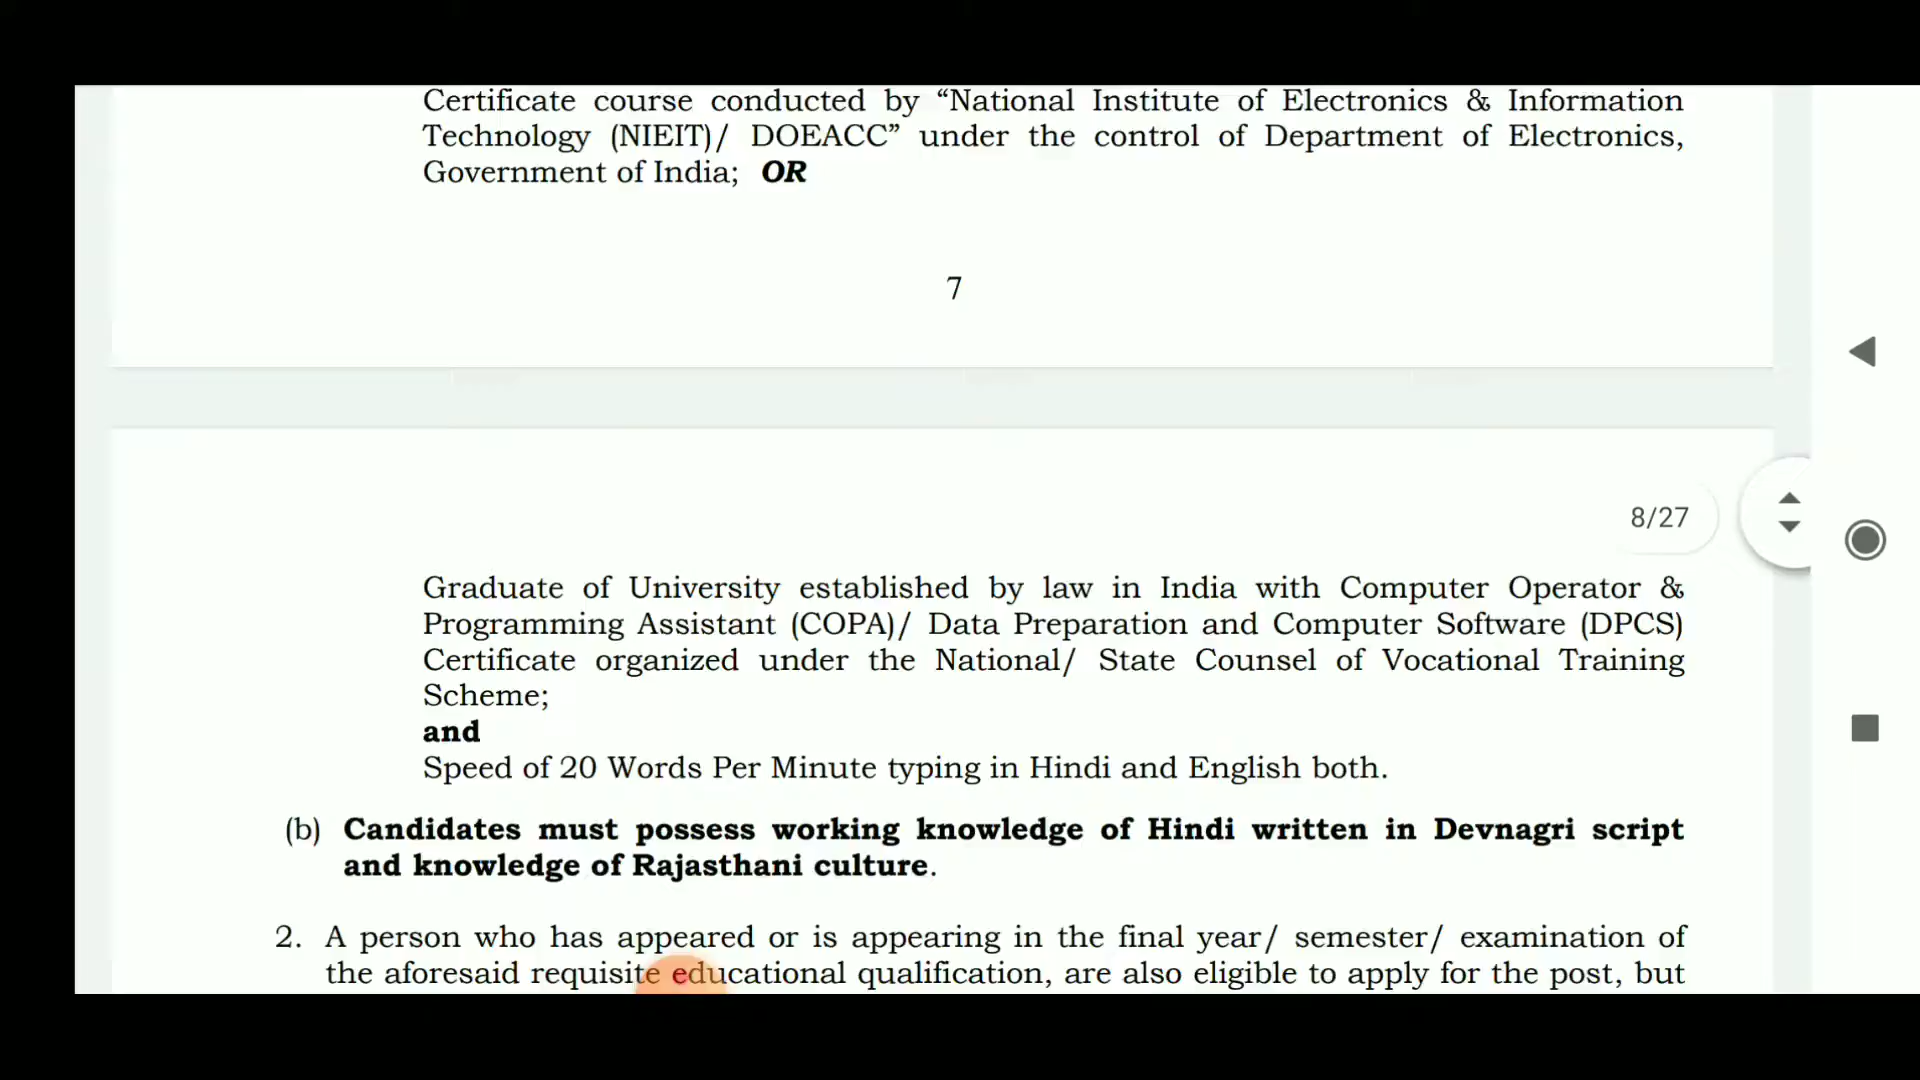 Certificate course conducted by “National Institute of Electronics & Information
Technology (NIEIT)/ DOEACC” under the control of Department of Electronics,
Government of India; OR
7
8/27
Graduate of University established by law in India with Computer Operator &
Programming Assistant (COPA)/ Data Preparation and Computer Software (DPCS)
Certificate organized under the National/ State Counsel of Vocational Training
Scheme;
and
Speed of 20 Words Per Minute typing in Hindi and English both.
(b) Candidates must possess working knowledge of Hindi written in Devnagri script
and knowledge of Rajasthani culture.
2. A person who has appeared or is appearing in the final year/ semester/ examination of
the aforesaid requisite educational qualification, are also eligible to apply for the post, but